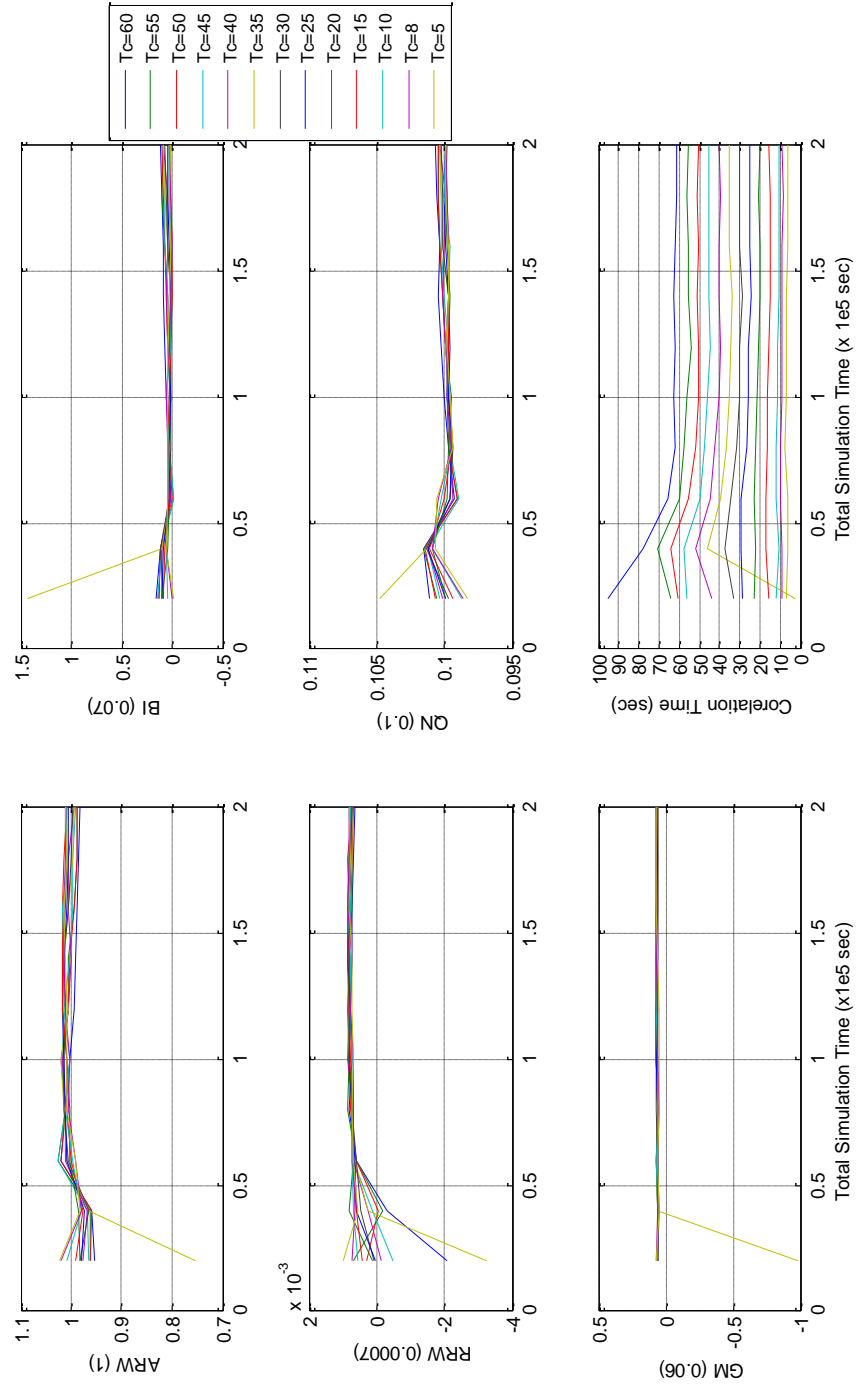 1.1
1
0.9
0.8
0.7
0
0.5
1
1.5
2
ARW (1)
1.5
1
0.5
0
-0.5
0
0.5
1
1.5
2
BI (0.07)
Tc=60
Tc=55
Tc=50
Tc=45
Tc=40
Tc=35
Tc=30
Tc=25
Tc=20
Tc=15
Tc=10
Tc=8
Tc=5
x 10-3
2
0
-2
-4
0
0.5
1
1.5
2
RRW (0.0007)
0.11
0.105
0.1
0.095
0
0.5
1
1.5
2
QN (0.1)
0.5
0
-0.5
-1
0
0.5
1
1.5
2
GM (0.06)
Total Simulation Time (x1e5 sec)
100
90
80
70
60
50
40
30
20
10
0
0
0.5
1
1.5
2
Corelation Time (sec)
Total Simulation Time (x 1e5 sec)